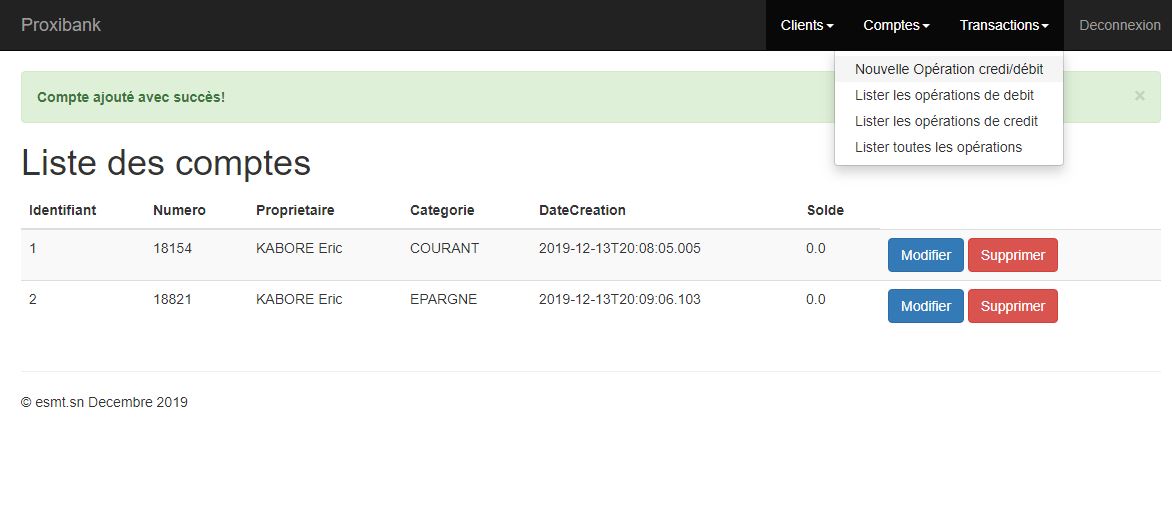 Proxibank Clients Comptes Transactions Deconnexion
Nouvelle Opération credi/débit
Lister les opérations de debit
Lister les opérations de credit
Lister toutes les opérations
Compte ajouté avec succès! ×
Liste des comptes
Identifiant Numero Proprietaire Categorie DateCreation Solde
1 18154 KABORE Eric COURANT 2019-12-13T20:08:05.005 0.0 Modifier Supprimer
2 18821 KABORE Eric EPARGNE 2019-12-13T20:09:06.103 0.0 Modifier Supprimer
© esmt.sn Decembre 2019